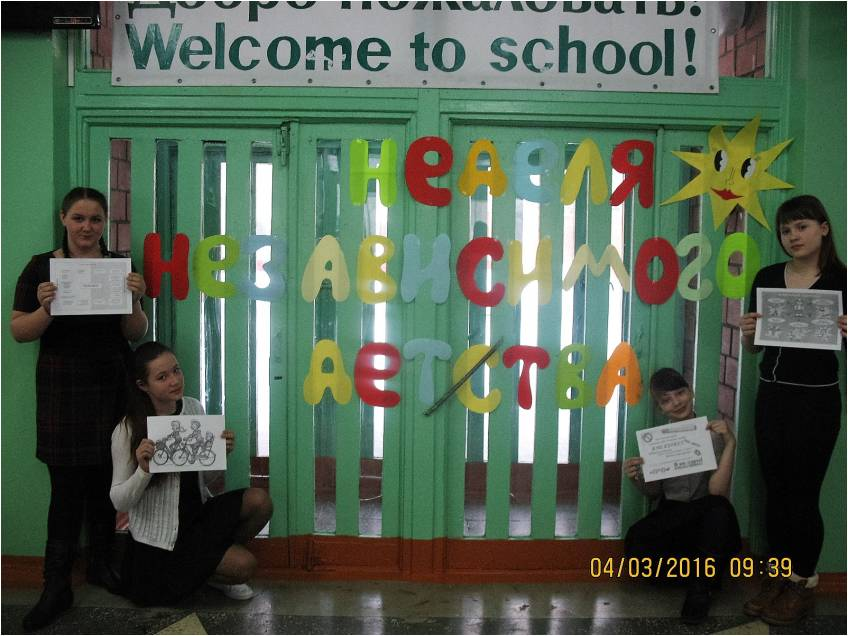 Добро пожаловать!
Welcome to school!
неделя
независимого
детства
04/03/2016 09:39